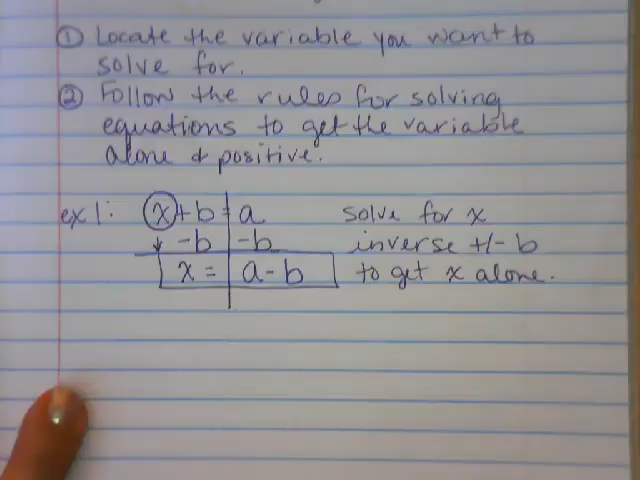 ① Locate the variable you want to
solve for.
② Follow the rules for solving
equations to get the variable
alone & positive.
ex 1: x + b = a solve for x
↓ -b -b inverse +/- b
x = a - b to get x alone.